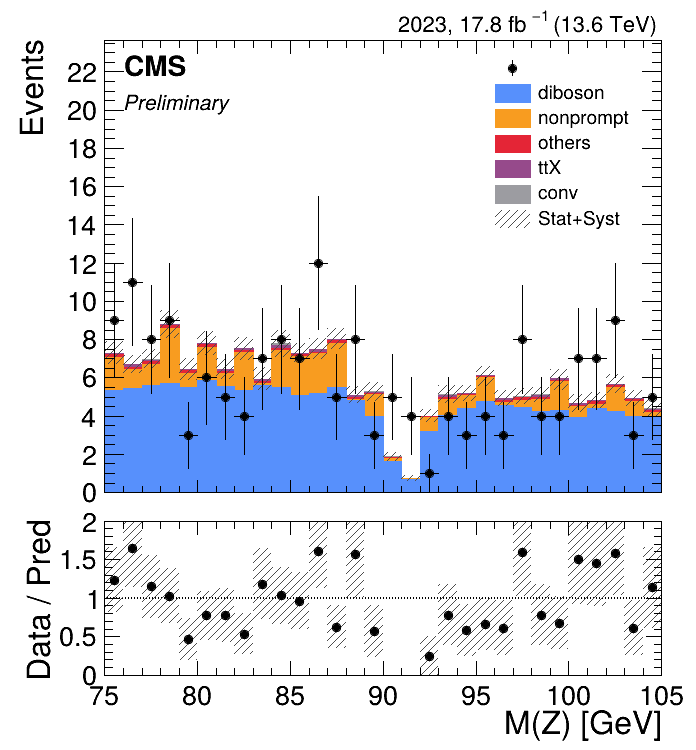 2023, 17.8 fb⁻¹ (13.6 TeV)
Events
CMS
Preliminary
diboson
nonprompt
others
ttX
conv
Stat+Syst
22
20
18
16
14
12
10
8
6
4
2
0
Data / Pred
2
1.5
1
0.5
0
75 80 85 90 95 100 105
M(Z) [GeV]